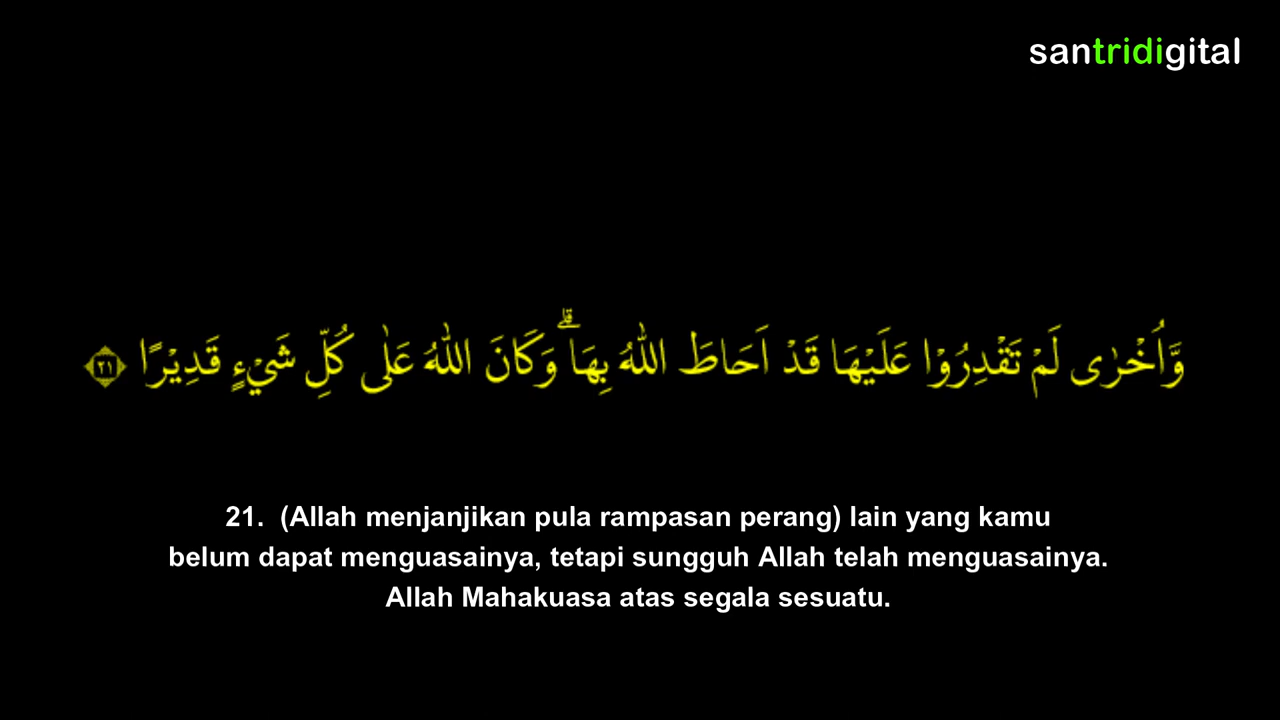 santridigital
وَّاُخْرٰى لَمْ تَقْدِرُوْا عَلَيْهَا قَدْ اَحَاطَ اللّٰهُ بِهَاۗ وَكَانَ اللّٰهُ عَلٰى كُلِّ شَيْءٍ قَدِيْرًا ٢١
21. (Allah menjanjikan pula rampasan perang) lain yang kamu
belum dapat menguasainya, tetapi sungguh Allah telah menguasainya.
Allah Mahakuasa atas segala sesuatu.